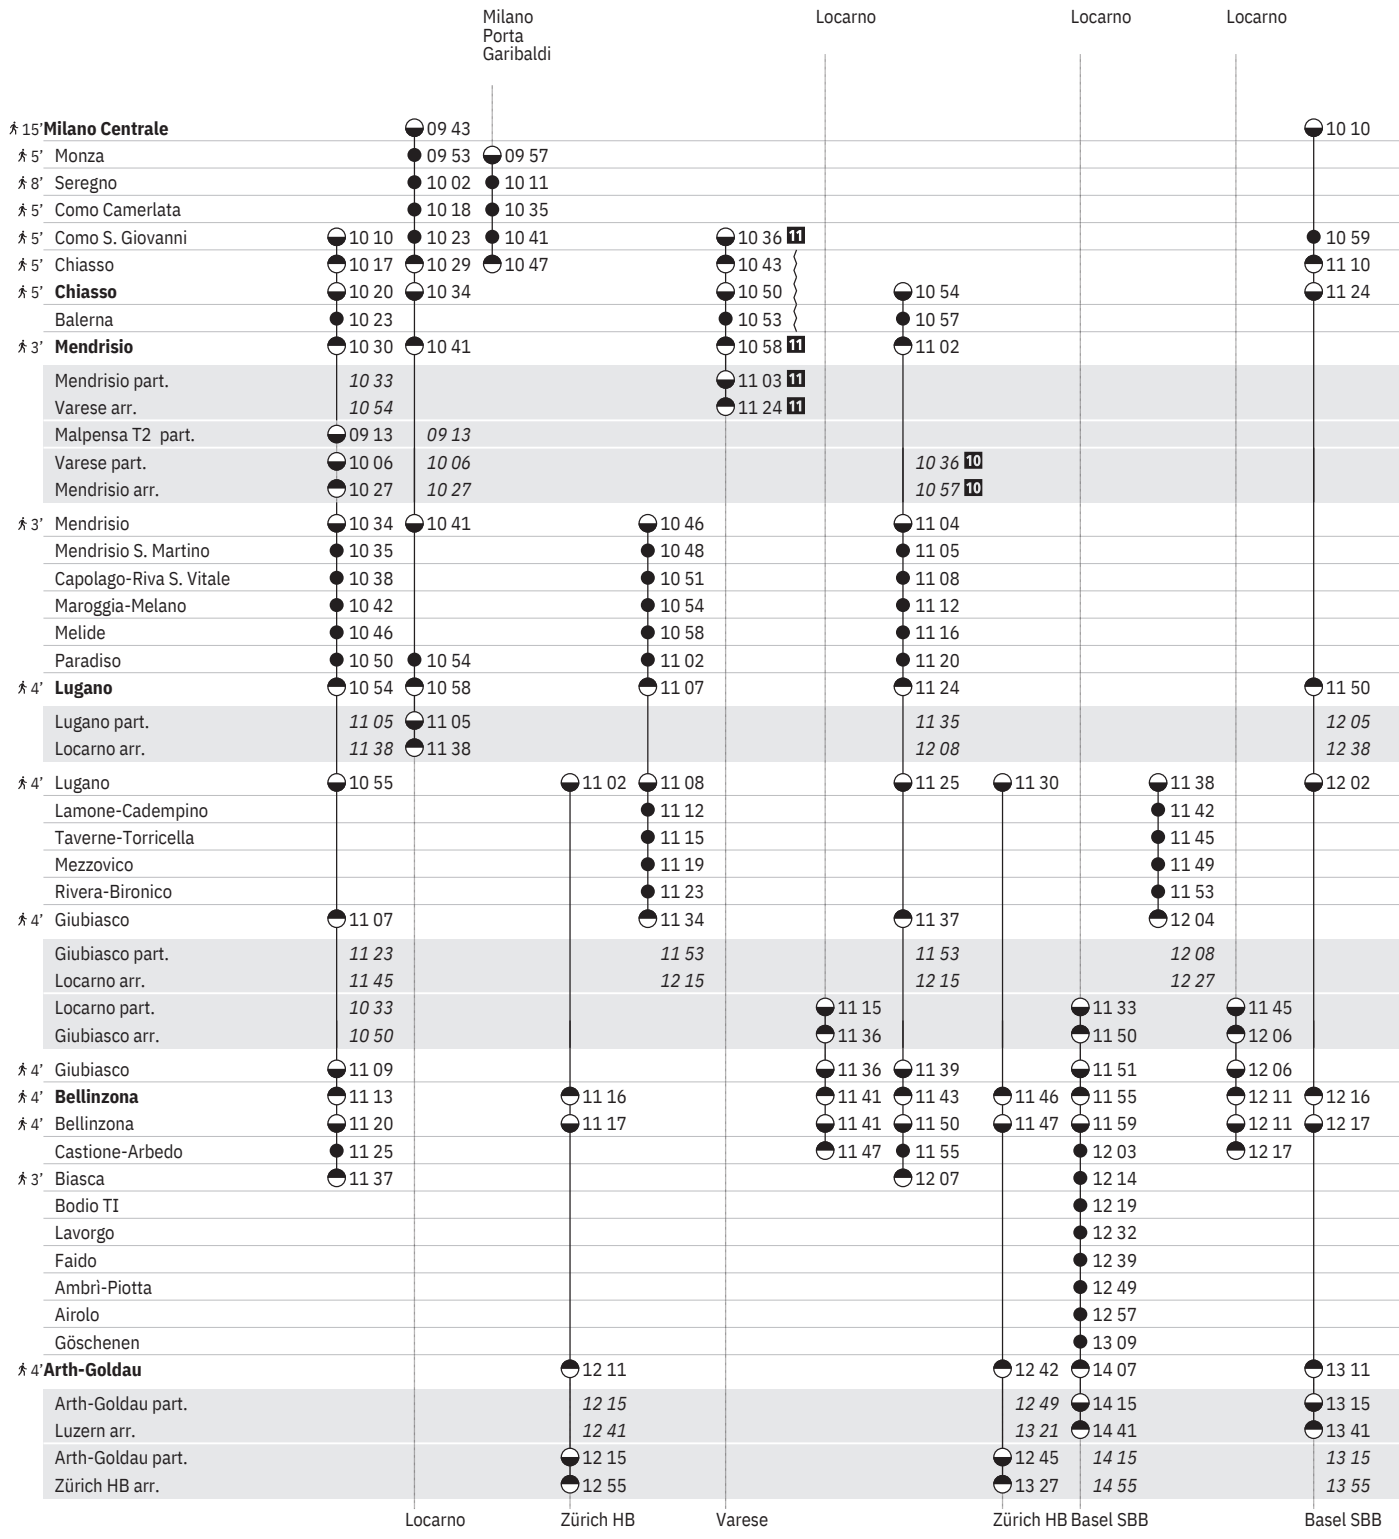 Milano Locarno Locarno Locarno
Porta
Garibaldi
15’ Milano Centrale 09 43 10 10
5’ Monza 09 53 09 57
8’ Seregno 10 02 10 11
5’ Como Camerlata 10 18 10 35
5’ Como S. Giovanni 10 10 10 23 10 41 10 36 11 10 59
5’ Chiasso 10 17 10 29 10 47 10 43 11 10
5’ Chiasso 10 20 10 34 10 50 10 54 11 24
Balerna 10 23 10 53 10 57
3’ Mendrisio 10 30 10 41 10 58 11 11 02
Mendrisio part. 10 33 11 03 11
Varese arr. 10 54 11 24 11
Malpensa T2 part. 09 13 09 13
Varese part. 10 06 10 06 10 36 10
Mendrisio arr. 10 27 10 27 10 57 10
3’ Mendrisio 10 34 10 41 10 46 11 04
Mendrisio S. Martino 10 35 10 48 11 05
Capolago-Riva S. Vitale 10 38 10 51 11 08
Maroggia-Melano 10 42 10 54 11 12
Melide 10 46 10 58 11 16
Paradiso 10 50 10 54 11 02 11 20
4’ Lugano 10 54 10 58 11 07 11 24 11 50
Lugano part. 11 05 11 05 11 35 12 05
Locarno arr. 11 38 11 38 12 08 12 38
4’ Lugano 10 55 11 02 11 08 11 25 11 30 11 38 12 02
Lamone-Cadempino 11 12 11 42
Taverne-Torricella 11 15 11 45
Mezzovico 11 19 11 49
Rivera-Bironico 11 23 11 53
4’ Giubiasco 11 07 11 34 11 37 12 04
Giubiasco part. 11 23 11 53 11 53 12 08
Locarno arr. 11 45 12 15 12 15 12 27
Locarno part. 10 33 11 15 11 33 11 45
Giubiasco arr. 10 50 11 36 11 50 12 06
4’ Giubiasco 11 09 11 36 11 39 11 51 12 06
4’ Bellinzona 11 13 11 16 11 41 11 43 11 46 11 55 12 11 12 16
4’ Bellinzona 11 20 11 17 11 41 11 50 11 47 11 59 12 11 12 17
Castione-Arbedo 11 25 11 47 11 55 12 03 12 17
3’ Biasca 11 37 12 07 12 14
Bodio TI 12 19
Lavorgo 12 32
Faido 12 39
Ambrì-Piotta 12 49
Airolo 12 57
Göschenen 13 09
4’ Arth-Goldau 12 11 12 42 14 07 13 11
Arth-Goldau part. 12 15 12 49 14 15 13 15
Luzern arr. 12 41 13 21 14 41 13 41
Arth-Goldau part. 12 15 12 45 14 15 13 15
Zürich HB arr. 12 55 13 27 14 55 13 55
Locarno Zürich HB Varese Zürich HB Basel SBB Basel SBB